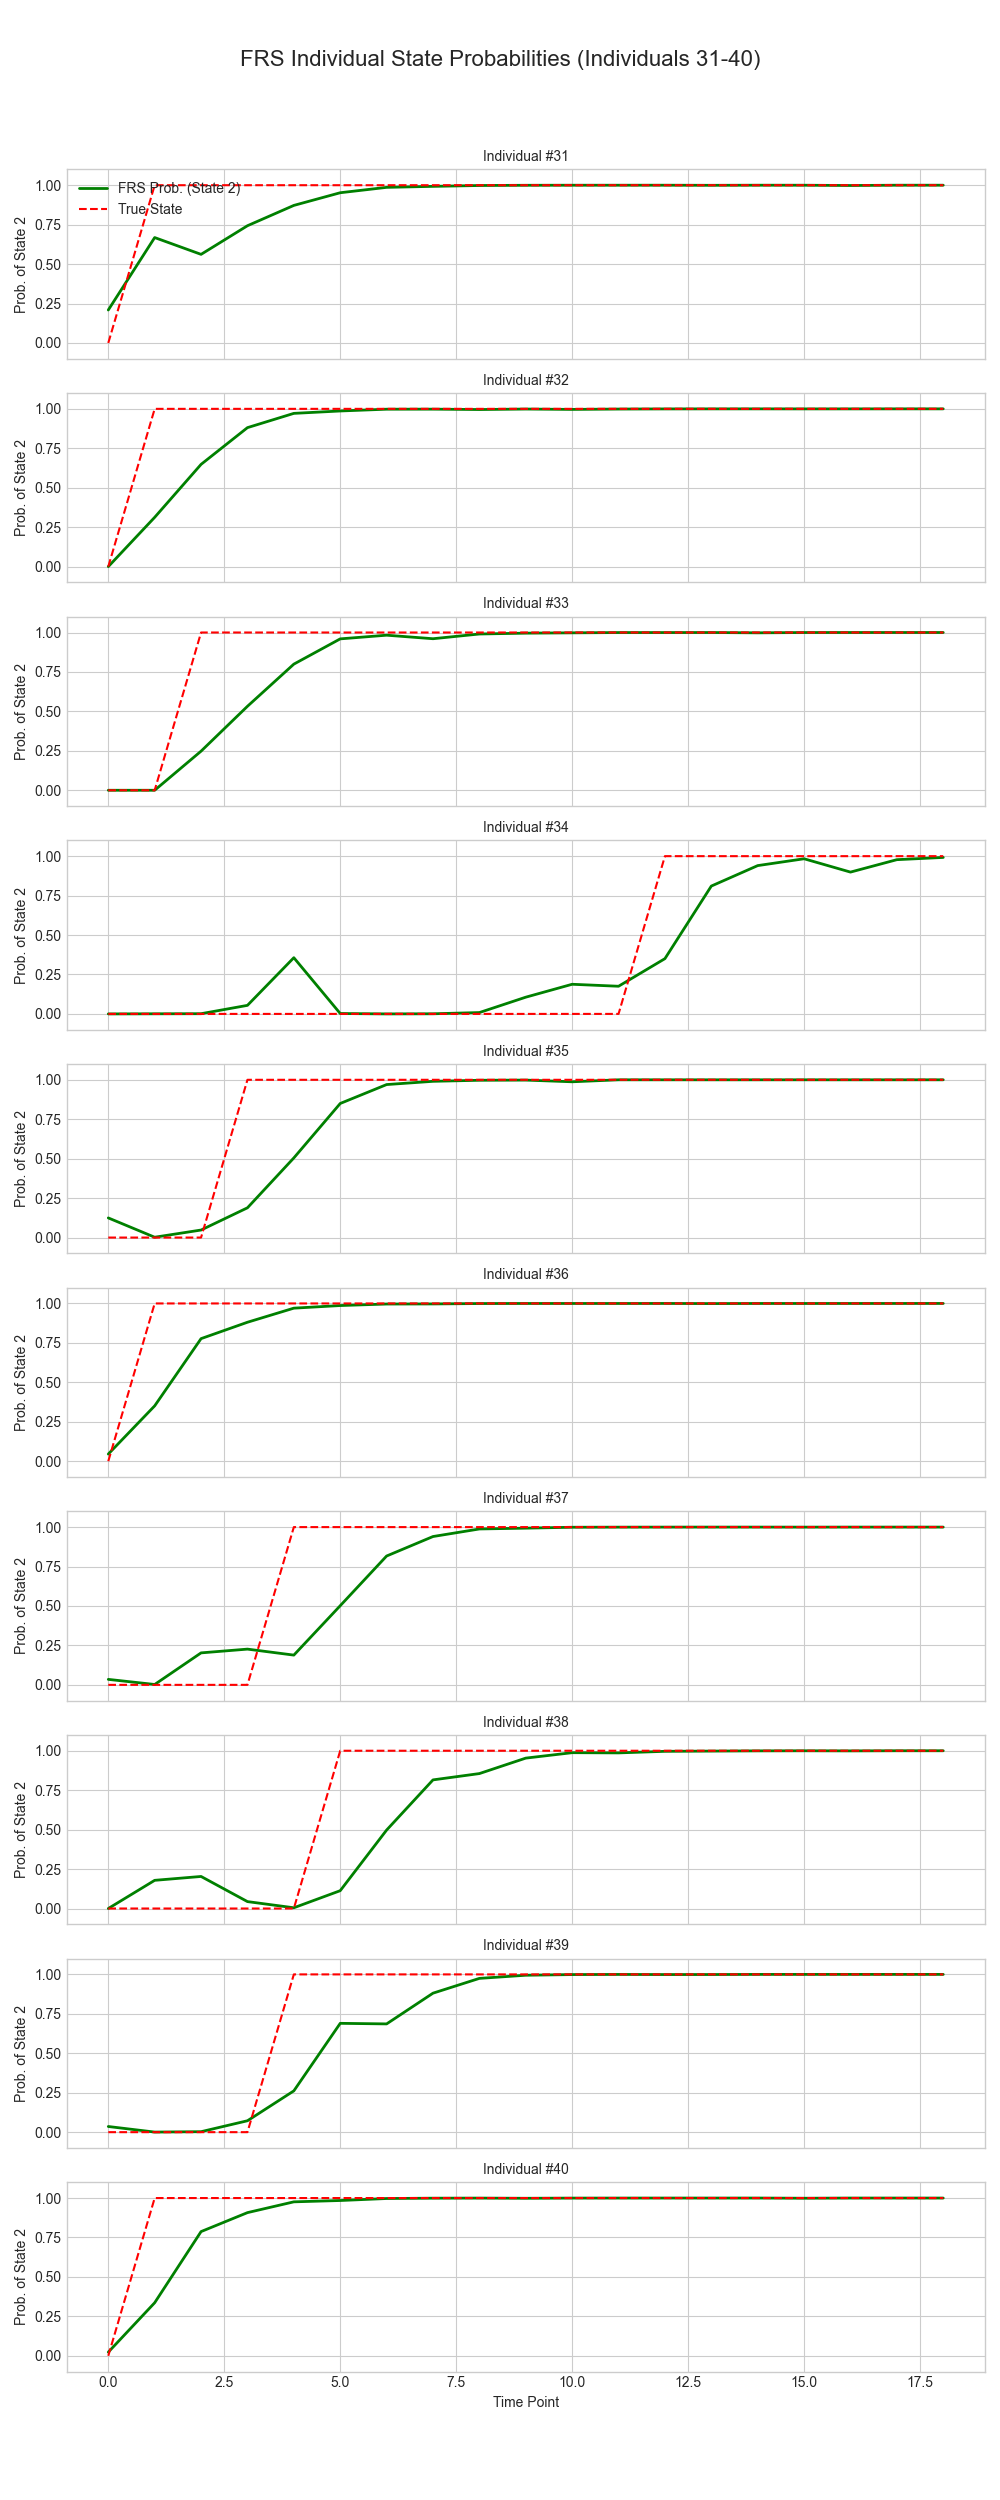 FRS Individual State Probabilities (Individuals 31-40)
Individual #31
FRS Prob. (State 2)
True State
Prob. of State 2
1.00
0.75
0.50
0.25
0.00
Individual #32
Prob. of State 2
1.00
0.75
0.50
0.25
0.00
Individual #33
Prob. of State 2
1.00
0.75
0.50
0.25
0.00
Individual #34
Prob. of State 2
1.00
0.75
0.50
0.25
0.00
Individual #35
Prob. of State 2
1.00
0.75
0.50
0.25
0.00
Individual #36
Prob. of State 2
1.00
0.75
0.50
0.25
0.00
Individual #37
Prob. of State 2
1.00
0.75
0.50
0.25
0.00
Individual #38
Prob. of State 2
1.00
0.75
0.50
0.25
0.00
Individual #39
Prob. of State 2
1.00
0.75
0.50
0.25
0.00
Individual #40
Prob. of State 2
1.00
0.75
0.50
0.25
0.00
0.0 2.5 5.0 7.5 10.0 12.5 15.0 17.5
Time Point